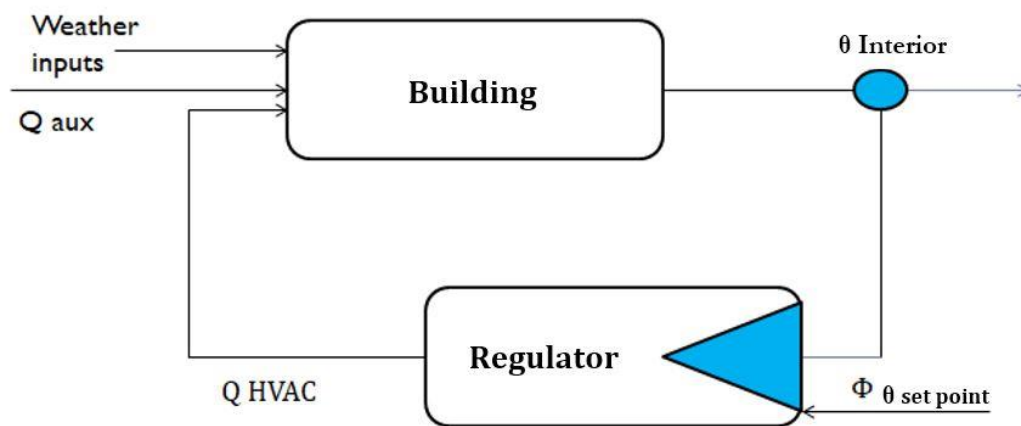 Weather
inputs
θ Interior
Building
Q aux
Regulator
Q HVAC
Φ
θ set point